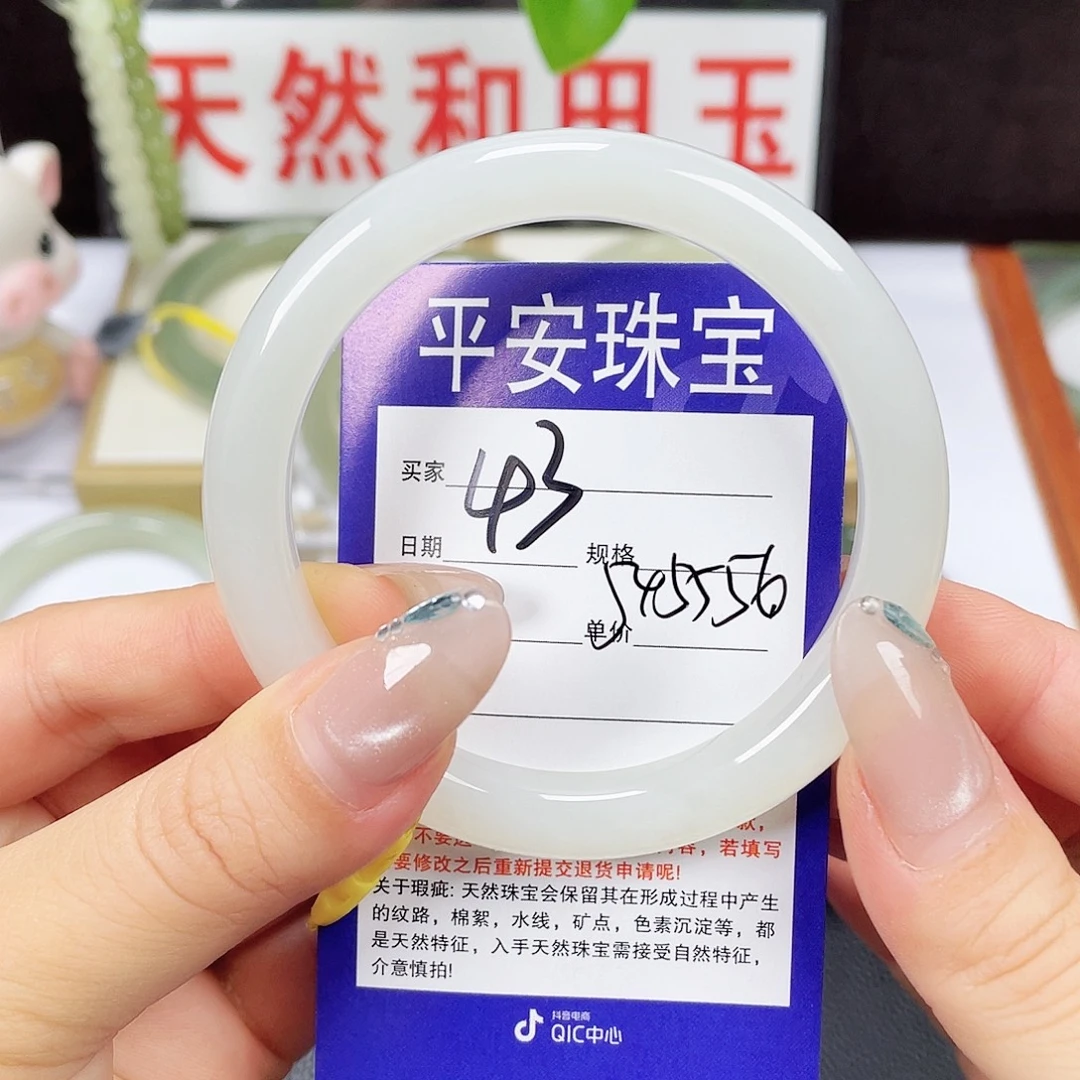 天然和田玉
平安珠宝
买家 43
日期 规格 545556
单价
款，
不要 容，若填写
要修改之后重新提交退货申请呢!
关于瑕疵: 天然珠宝会保留其在形成过程中产生
的纹路，棉絮，水线，矿点，色素沉淀等，都
是天然特征，入手天然珠宝需接受自然特征，
介意慎拍!
抖音电商
QIC中心